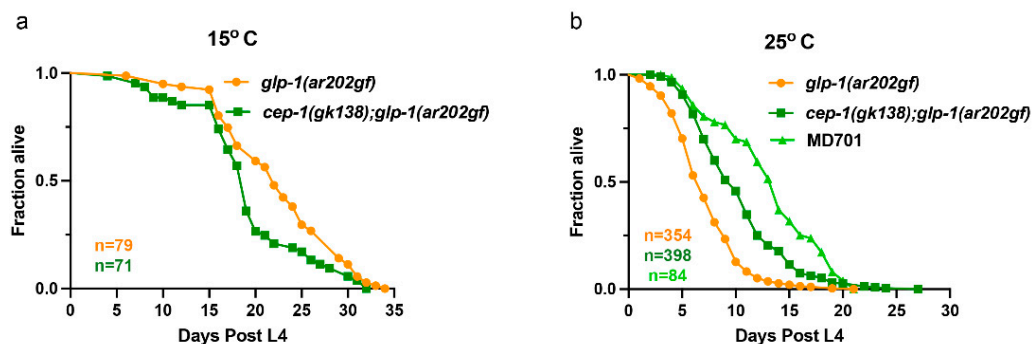 a
15° C
Fraction alive
1.0
0.5
0.0
glp-1(ar202gf)
cep-1(gk138);glp-1(ar202gf)
n=79
n=71
0 5 10 15 20 25 30 35
Days Post L4
b
25° C
Fraction alive
1.0
0.5
0.0
glp-1(ar202gf)
cep-1(gk138);glp-1(ar202gf)
MD701
n=354
n=398
n=84
0 5 10 15 20 25 30
Days Post L4